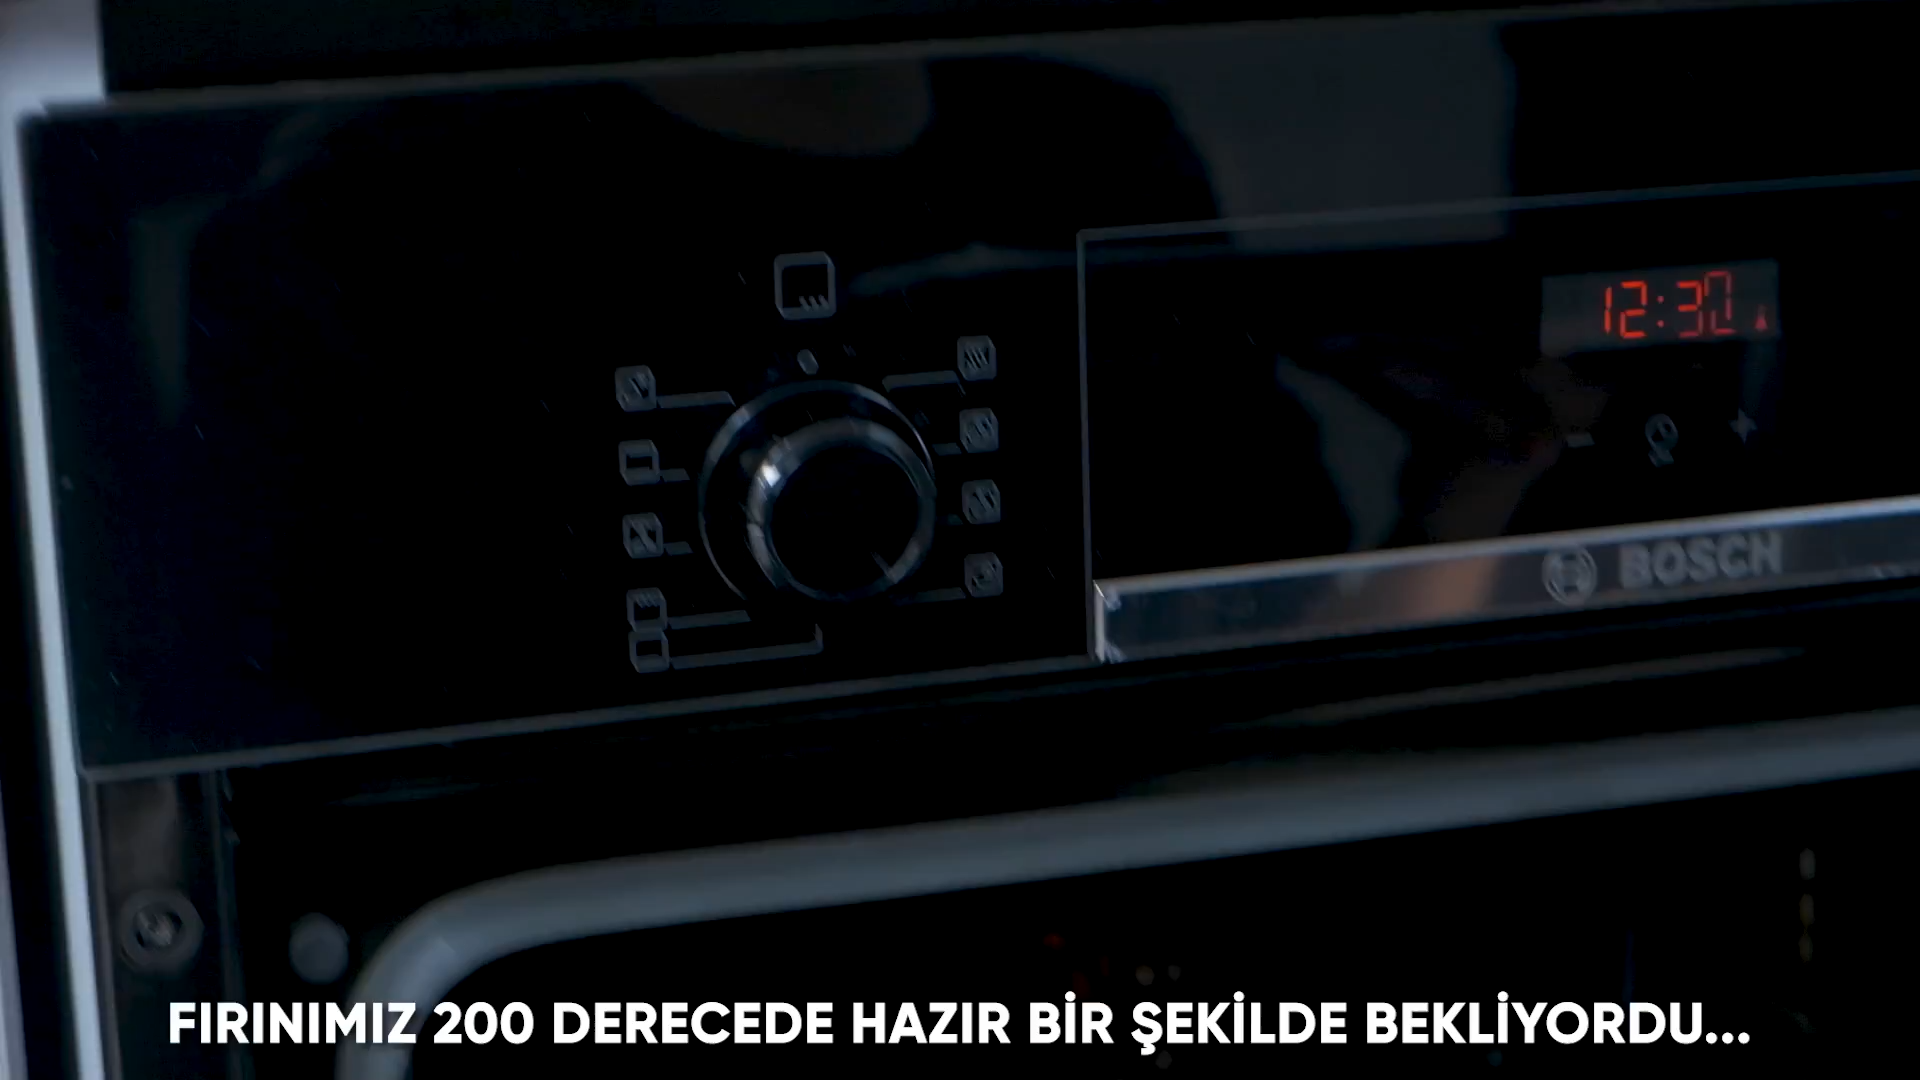 12:30
BOSCH
FIRINIMIZ 200 DERECEDE HAZIR BİR ŞEKİLDE BEKLİYORDU...